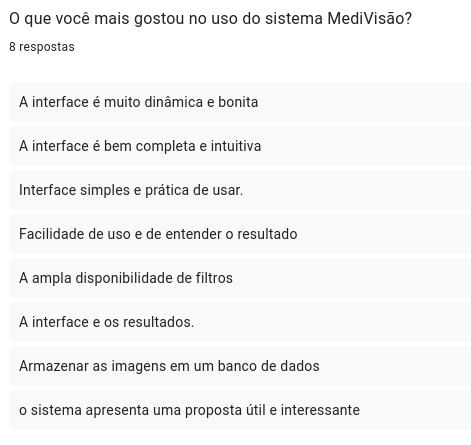 O que você mais gostou no uso do sistema MediVisão?
8 respostas
A interface é muito dinâmica e bonita
A interface é bem completa e intuitiva
Interface simples e prática de usar.
Facilidade de uso e de entender o resultado
A ampla disponibilidade de filtros
A interface e os resultados.
Armazenar as imagens em um banco de dados
o sistema apresenta uma proposta útil e interessante